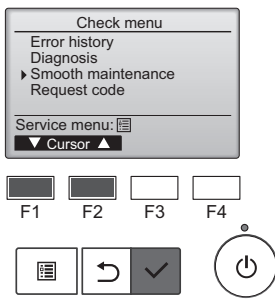 Check menu
Error history
Diagnosis
Smooth maintenance
Request code
Service menu:
▼ Cursor ▲
F1 F2 F3 F4